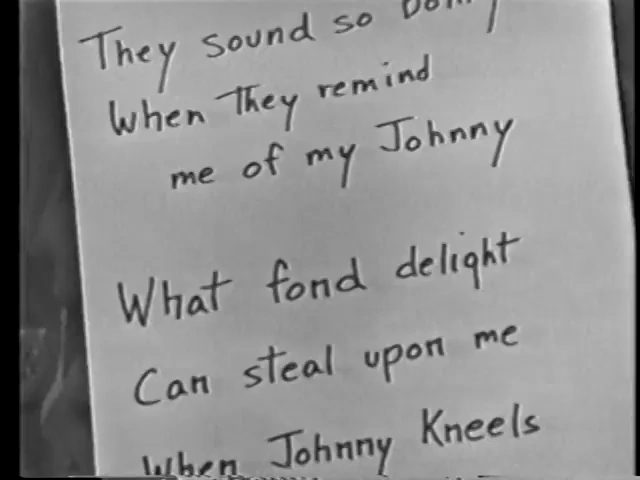 They sound so
When They remind
me of my Johnny
What fond delight
Can steal upon me
When Johnny Kneels